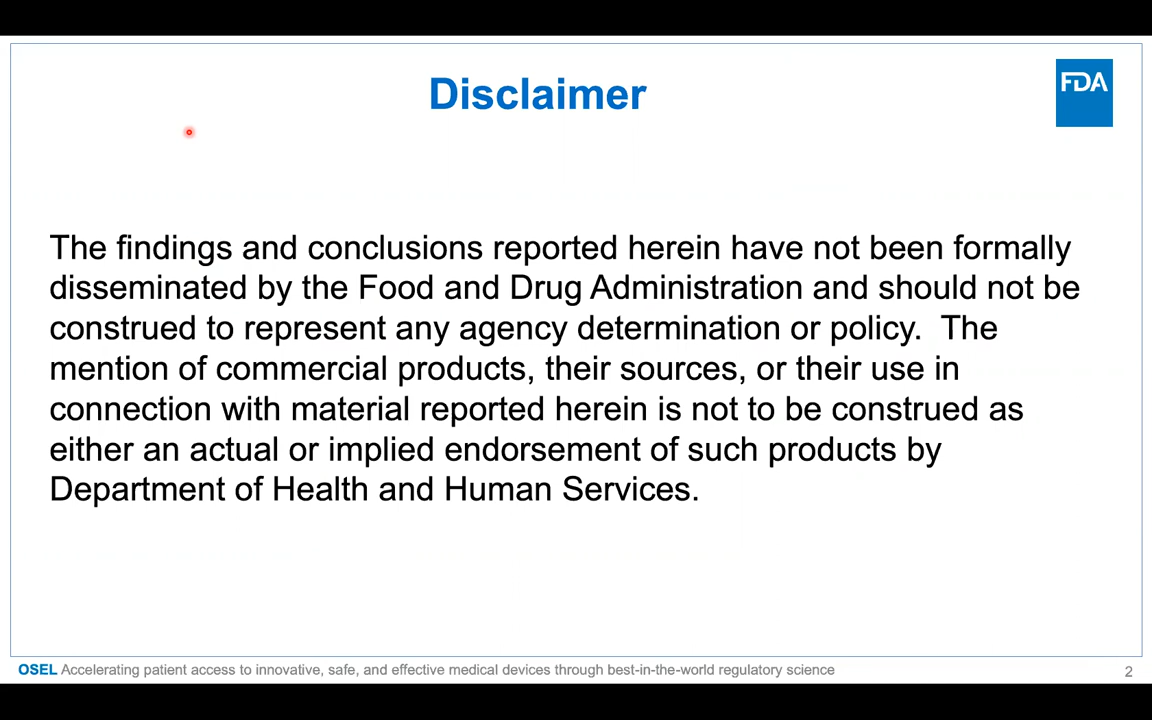 Disclaimer
FDA
The findings and conclusions reported herein have not been formally
disseminated by the Food and Drug Administration and should not be
construed to represent any agency determination or policy.  The
mention of commercial products, their sources, or their use in
connection with material reported herein is not to be construed as
either an actual or implied endorsement of such products by
Department of Health and Human Services.
OSEL Accelerating patient access to innovative, safe, and effective medical devices through best-in-the-world regulatory science
2